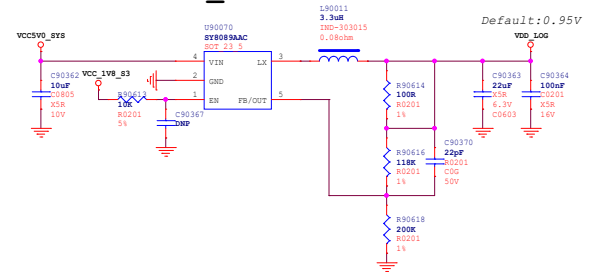 Default:0.95V
VCC5V0_SYS
C90362
10uF
C0805
X5R
10V
VCC_1V8_S3
R90613
10K
R0201
5%
C90367
DNP
U90070
SY8089AAC
SOT 23 5
4 VIN LX 3
2 GND
1 EN FB/OUT 5
L90011
3.3uH
IND-303015
0.08ohm
R90614
100R
R0201
1%
R90616
118K
R0201
1%
C90370
22pF
R0201
C0G
50V
R90618
200K
R0201
1%
VDD_LOG
C90363
22uF
X5R
6.3V
C0603
C90364
100nF
C0201
X5R
16V